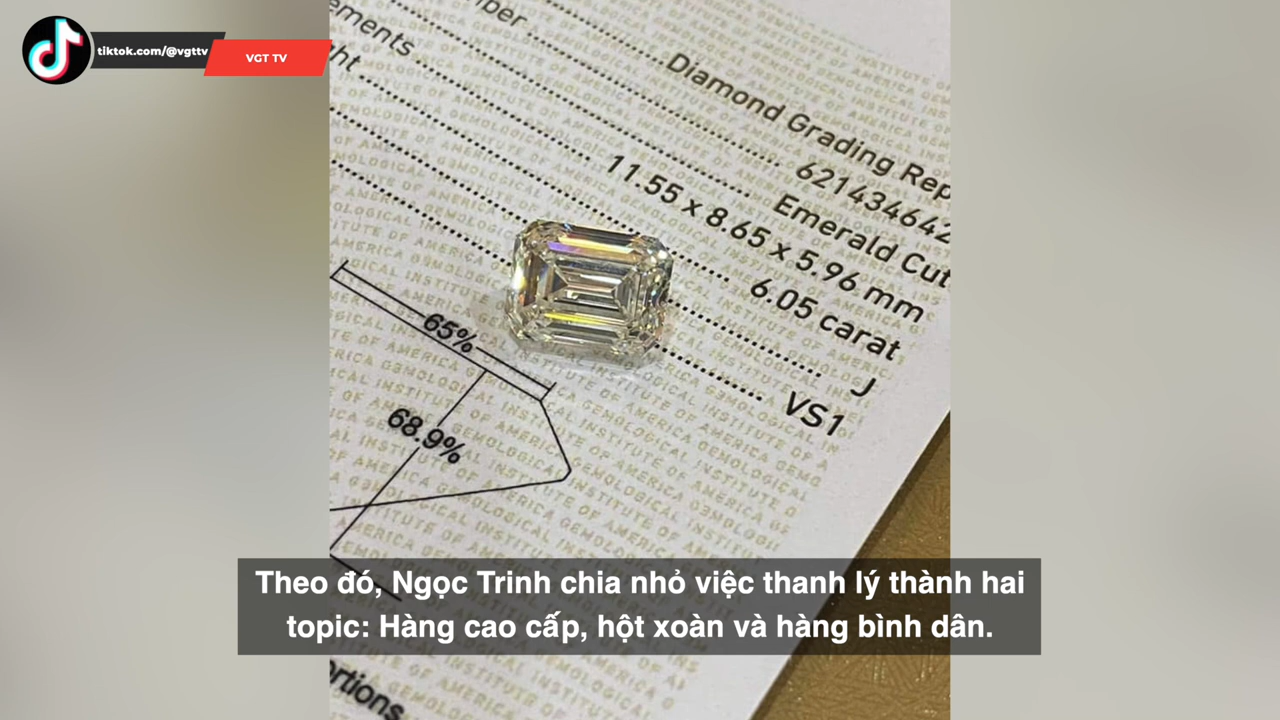 tiktok.com/@vgttv
VGT TV
Diamond Grading Rep
621434642
Emerald Cut
11.55 x 8.65 x 5.96 mm
6.05 carat
J
VS1
65%
68.9%
Theo đó, Ngọc Trinh chia nhỏ việc thanh lý thành hai
topic: Hàng cao cấp, hột xoàn và hàng bình dân.